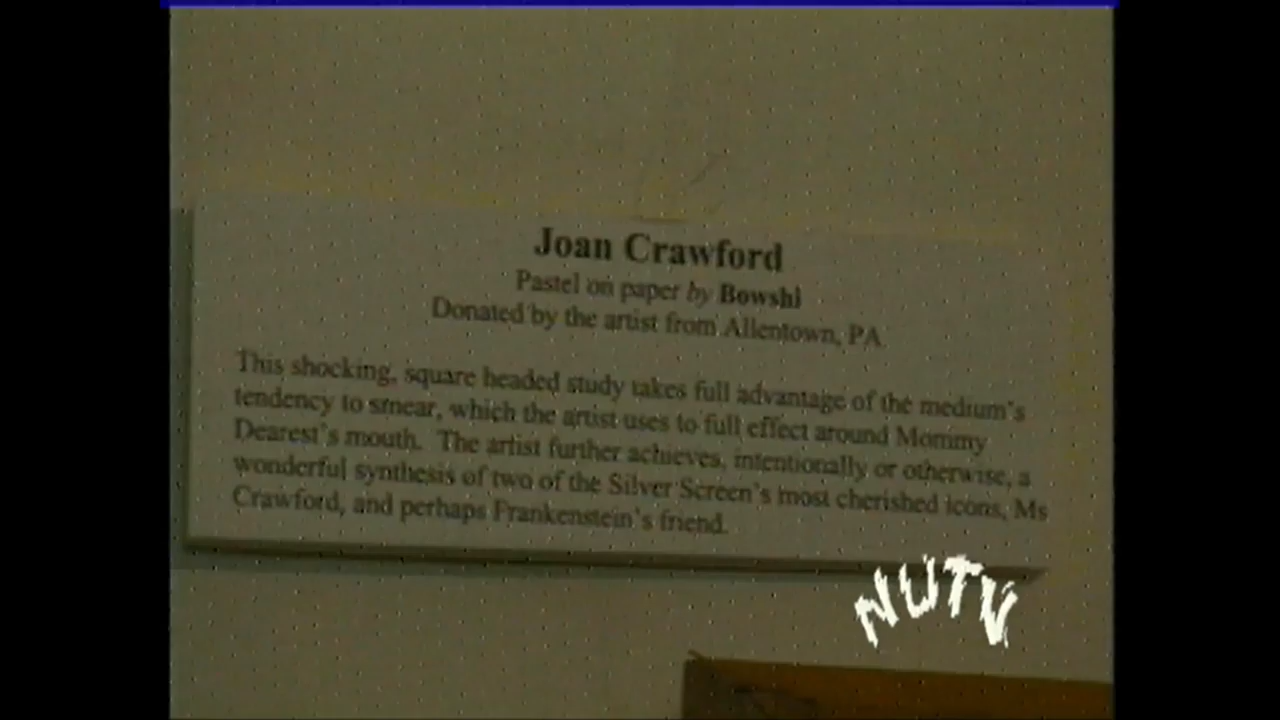 Joan Crawford
Pastel on paper by Bowshi
Donated by the artist from Allentown, PA
This shocking, square headed study takes full advantage of the medium's
tendency to smear, which the artist uses to full effect around Mommy
Dearest's mouth. The artist further achieves, intentionally or otherwise, a
wonderful synthesis of two of the Silver Screen's most cherished icons, Ms
Crawford, and perhaps Frankenstein's friend.
NUTV